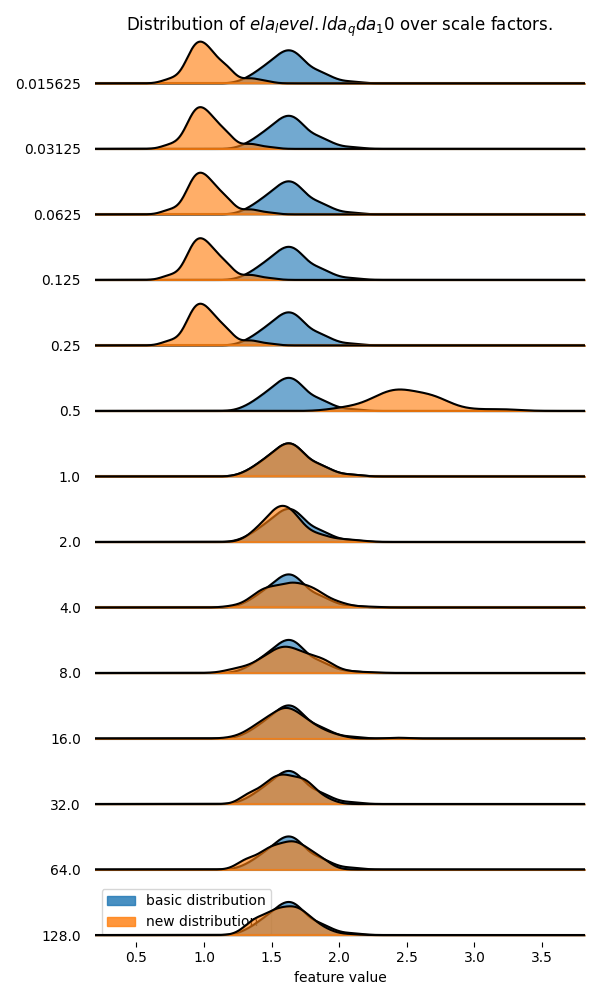 Distribution of ela_level.lda_qda_10 over scale factors.
0.015625
0.03125
0.0625
0.125
0.25
0.5
1.0
2.0
4.0
8.0
16.0
32.0
64.0
basic distribution
new distribution
128.0
0.5 1.0 1.5 2.0 2.5 3.0 3.5
feature value